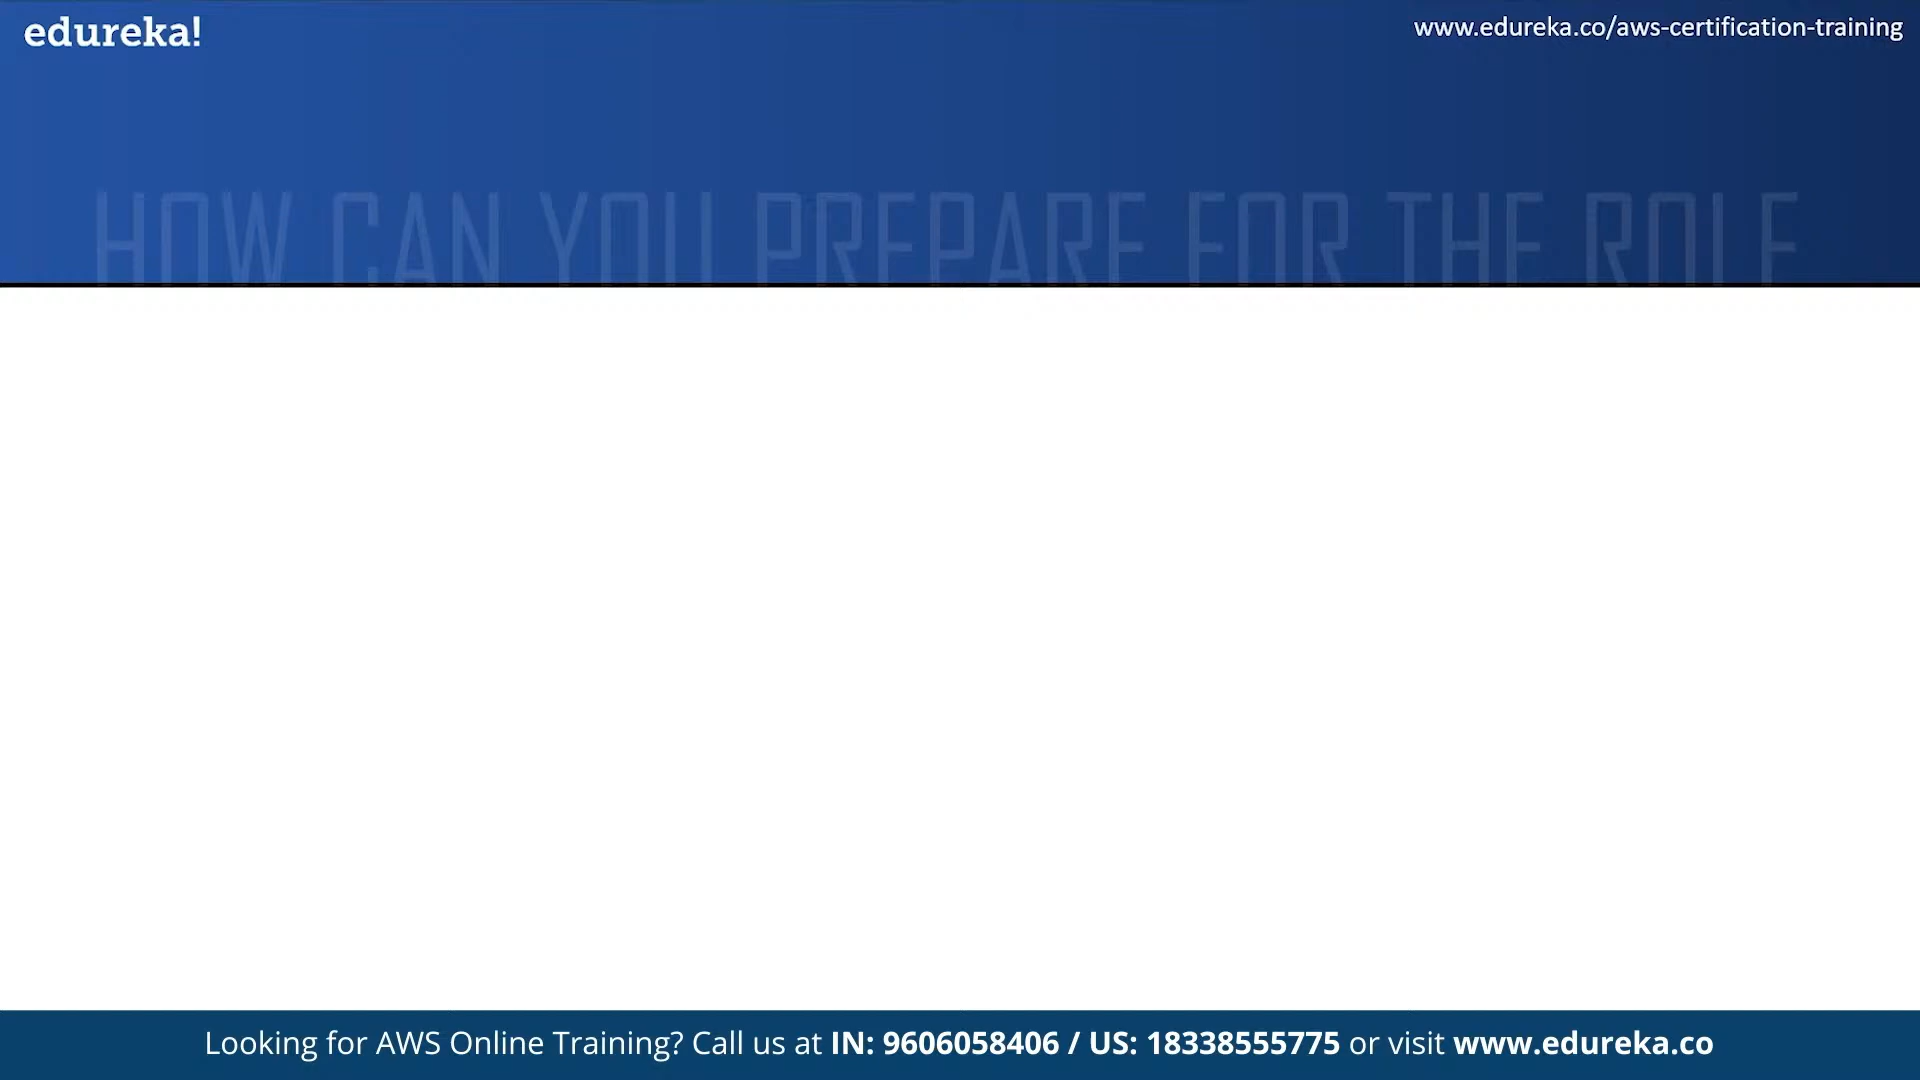 edureka!
www.edureka.co/aws-certification-training
HOW CAN YOU PREPARE FOR THE ROLE
Looking for AWS Online Training? Call us at IN: 9606058406 / US: 18338555775 or visit www.edureka.co